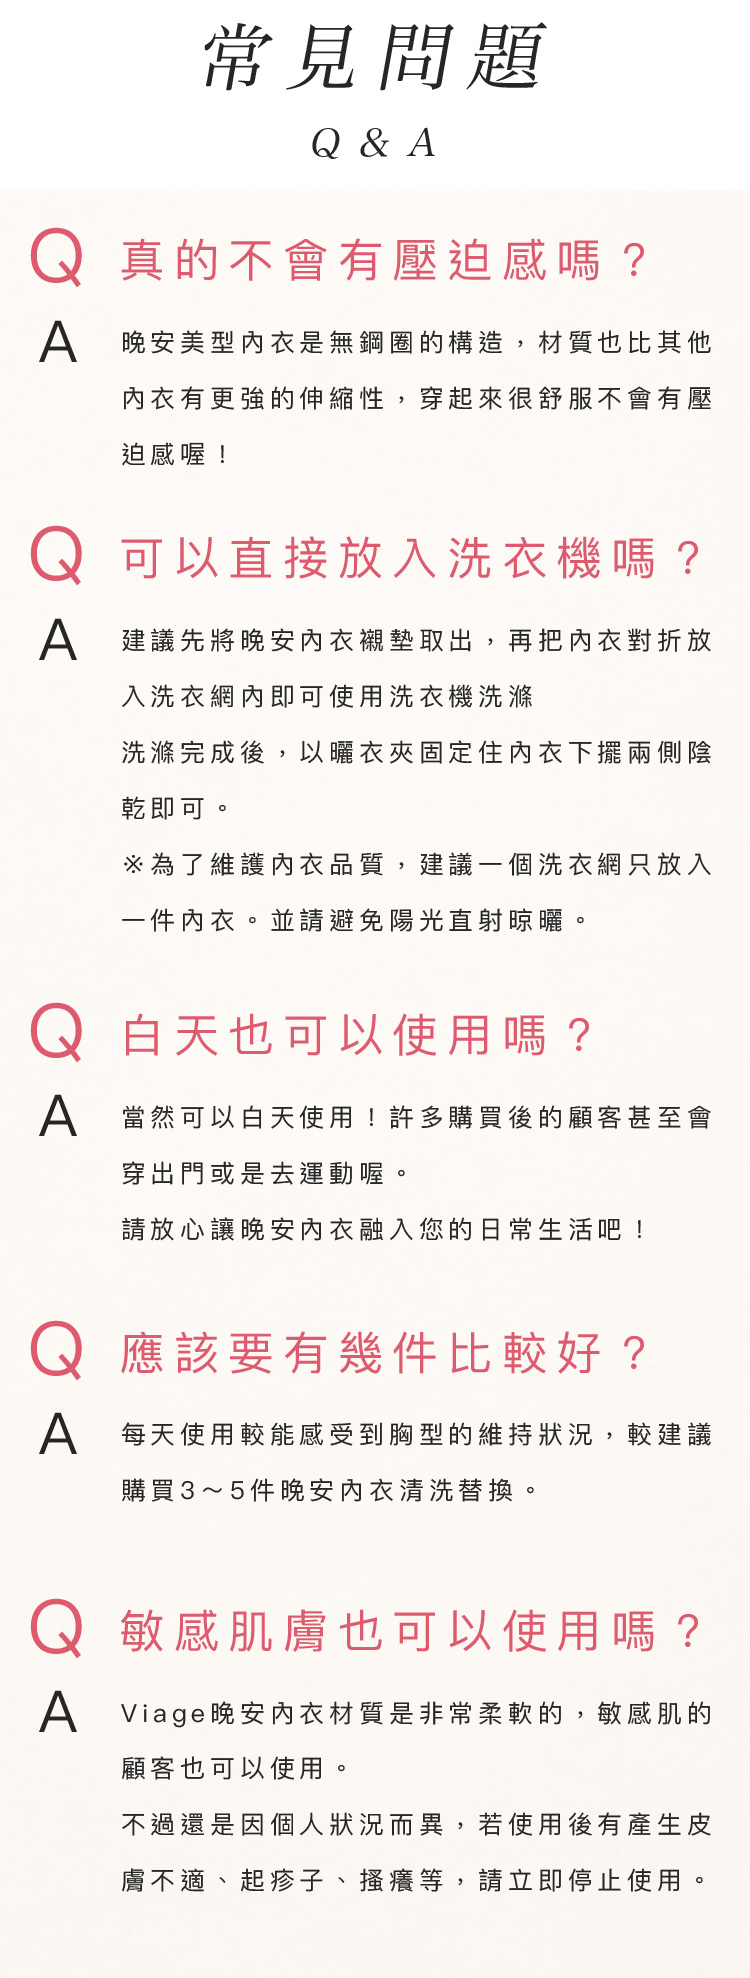 常見問題
Q & A
Q 真的不會有壓迫感嗎？
A 晚安美型內衣是無鋼圈的構造，材質也比其他
內衣有更強的伸縮性，穿起來很舒服不會有壓
迫感喔！
Q 可以直接放入洗衣機嗎？
A 建議先將晚安內衣襯墊取出，再把內衣對折放
入洗衣網內即可使用洗衣機洗滌
洗滌完成後，以曬衣夾固定住內衣下擺兩側陰
乾即可。
※為了維護內衣品質，建議一個洗衣網只放入
一件內衣。並請避免陽光直射晾曬。
Q 白天也可以使用嗎？
A 當然可以白天使用！許多購買後的顧客甚至會
穿出門或是去運動喔。
請放心讓晚安內衣融入您的日常生活吧！
Q 應該要有幾件比較好？
A 每天使用較能感受到胸型的維持狀況，較建議
購買3～5件晚安內衣清洗替換。
Q 敏感肌膚也可以使用嗎？
A Viage晚安內衣材質是非常柔軟的，敏感肌的
顧客也可以使用。
不過還是因個人狀況而異，若使用後有產生皮
膚不適、起疹子、搔癢等，請立即停止使用。